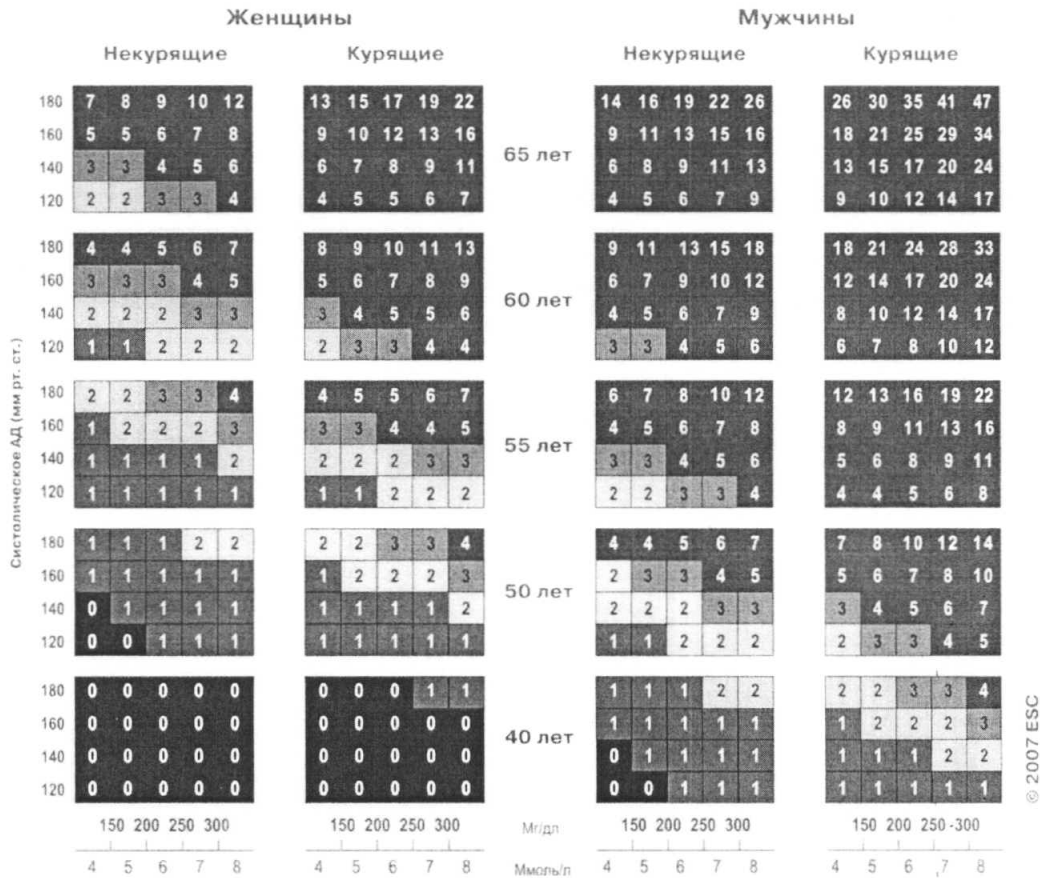 Женщины Мужчины
Некурящие Курящие Некурящие Курящие
Систолическое АД (мм рт. ст.)
180 7 8 9 10 12 13 15 17 19 22 14 16 19 22 26 26 30 35 41 47
160 5 5 6 7 8 9 10 12 13 16 9 11 13 15 16 18 21 25 29 34
65 лет
140 3 3 4 5 6 6 7 8 9 11 6 8 9 11 13 13 15 17 20 24
120 2 2 3 3 4 4 5 5 6 7 4 5 6 7 9 9 10 12 14 17
180 4 4 5 6 7 8 9 10 11 13 9 11 13 15 18 18 21 24 28 33
160 3 3 3 4 5 5 6 7 8 9 6 7 9 10 12 12 14 17 20 24
60 лет
140 2 2 2 3 3 3 4 5 5 6 4 5 6 7 9 8 10 12 14 17
120 1 1 2 2 2 2 3 3 4 4 3 3 4 5 6 6 7 8 10 12
180 2 2 3 3 4 4 5 5 6 7 6 7 8 10 12 12 13 16 19 22
160 1 2 2 2 3 3 3 4 4 5 4 5 6 7 8 8 9 11 13 16
55 лет
140 1 1 1 1 2 2 2 2 3 3 3 3 4 5 6 5 6 8 9 11
120 1 1 1 1 1 1 1 2 2 2 2 2 3 3 4 4 4 5 6 8
180 1 1 1 2 2 2 2 3 3 4 4 4 5 6 7 7 8 10 12 14
160 1 1 1 1 1 1 2 2 2 3 2 3 3 4 5 5 6 7 8 10
50 лет
140 0 1 1 1 1 1 1 1 1 2 2 2 2 3 3 3 4 5 6 7
120 0 0 1 1 1 1 1 1 1 1 1 1 2 2 2 2 3 3 4 5
180 0 0 0 0 0 0 0 0 1 1 1 1 1 2 2 2 2 3 3 4
160 0 0 0 0 0 0 0 0 0 0 1 1 1 1 1 1 2 2 2 3
40 лет
140 0 0 0 0 0 0 0 0 0 0 0 1 1 1 1 1 1 1 2 2
120 0 0 0 0 0 0 0 0 0 0 0 0 1 1 1 1 1 1 1 1
150 200 250 300 150 200 250 300 Мг/дл 150 200 250 300 150 200 250-300
4 5 6 7 8 4 5 6 7 8 Ммоль/л 4 5 6 7 8 4 5 6 7 8
© 2007 ESC